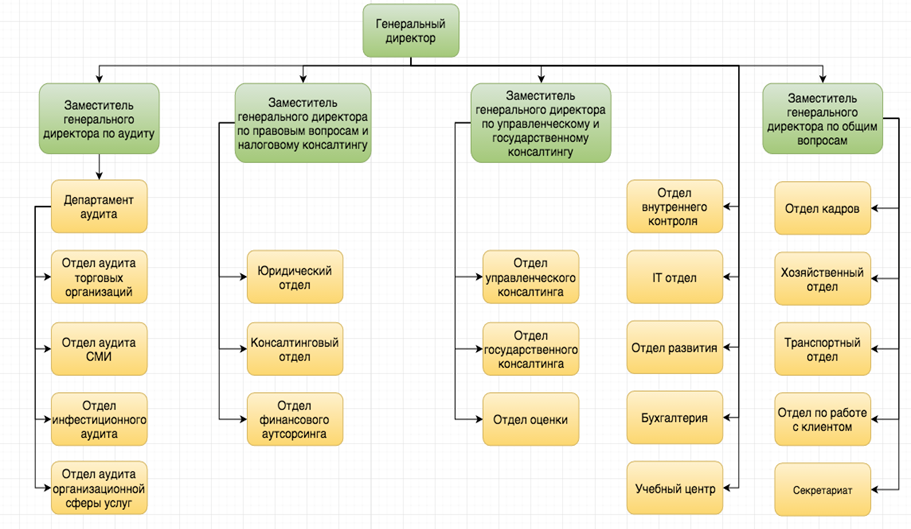 Генеральный
директор
Заместитель
генерального
директора по аудиту
Заместитель
генерального директора
по правовым вопросам и
налоговому консалтингу
Заместитель
генерального директора
по управленческому и
государственному
консалтингу
Заместитель
генерального
директора по общим
вопросам
Департамент
аудита
Отдел аудита
торговых
организаций
Отдел аудита
СМИ
Отдел
инфестиционного
аудита
Отдел аудита
организационной
сферы услуг
Юридический
отдел
Консалтинговый
отдел
Отдел
финансового
аутсорсинга
Отдел
управленческого
консалтинга
Отдел
государственного
консалтинга
Отдел оценки
Отдел
внутреннего
контроля
IT отдел
Отдел развития
Бухгалтерия
Учебный центр
Отдел кадров
Хозяйственный
отдел
Транспортный
отдел
Отдел по работе
с клиентом
Секретариат